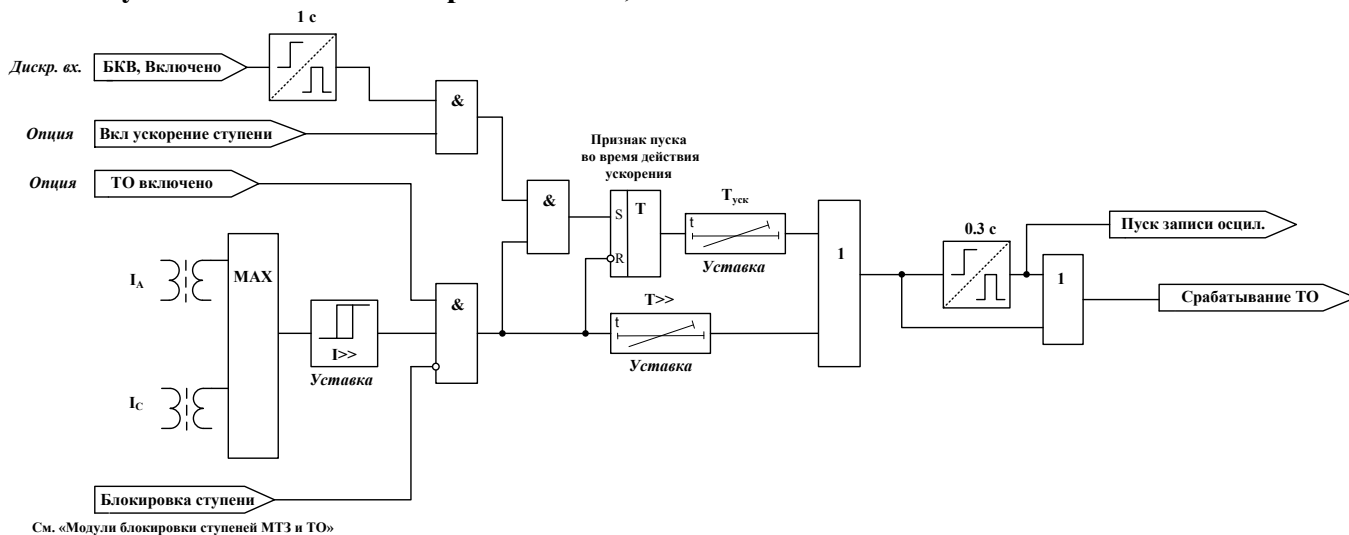 1 с
Дискр. вх.
БКВ, Включено
&
Опция
Вкл ускорение ступени
Признак пуска
во время действия
ускорения
Опция
ТО включено
&
S
T
R
Tуск
t
Уставка
1
0.3 с
Пуск записи осцил.
1
Срабатывание ТО
IA
MAX
&
T>>
t
Уставка
I>>
Уставка
IC
Блокировка ступени
См. «Модули блокировки ступеней МТЗ и ТО»